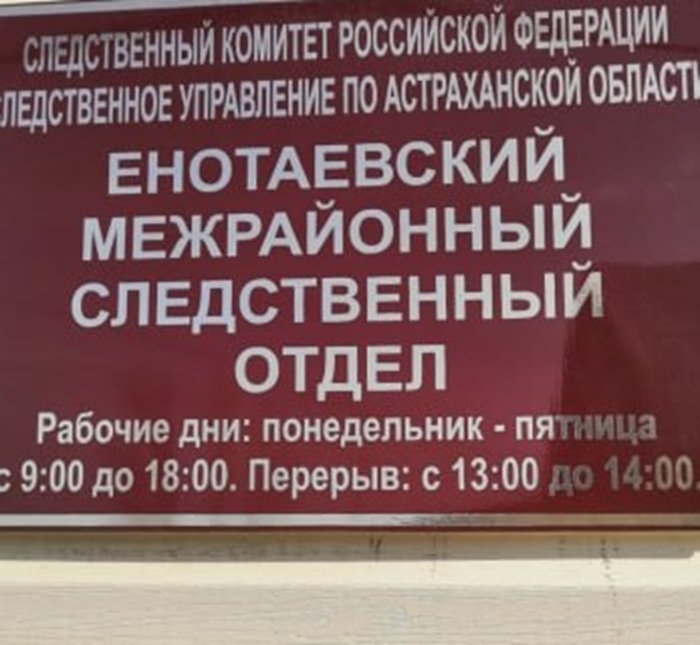 СЛЕДСТВЕННЫЙ КОМИТЕТ РОССИЙСКОЙ ФЕДЕРАЦИИ
СЛЕДСТВЕННОЕ УПРАВЛЕНИЕ ПО АСТРАХАНСКОЙ ОБЛАСТИ
ЕНОТАЕВСКИЙ
МЕЖРАЙОННЫЙ
СЛЕДСТВЕННЫЙ
ОТДЕЛ
Рабочие дни: понедельник - пятница
с 9:00 до 18:00. Перерыв: с 13:00 до 14:00.